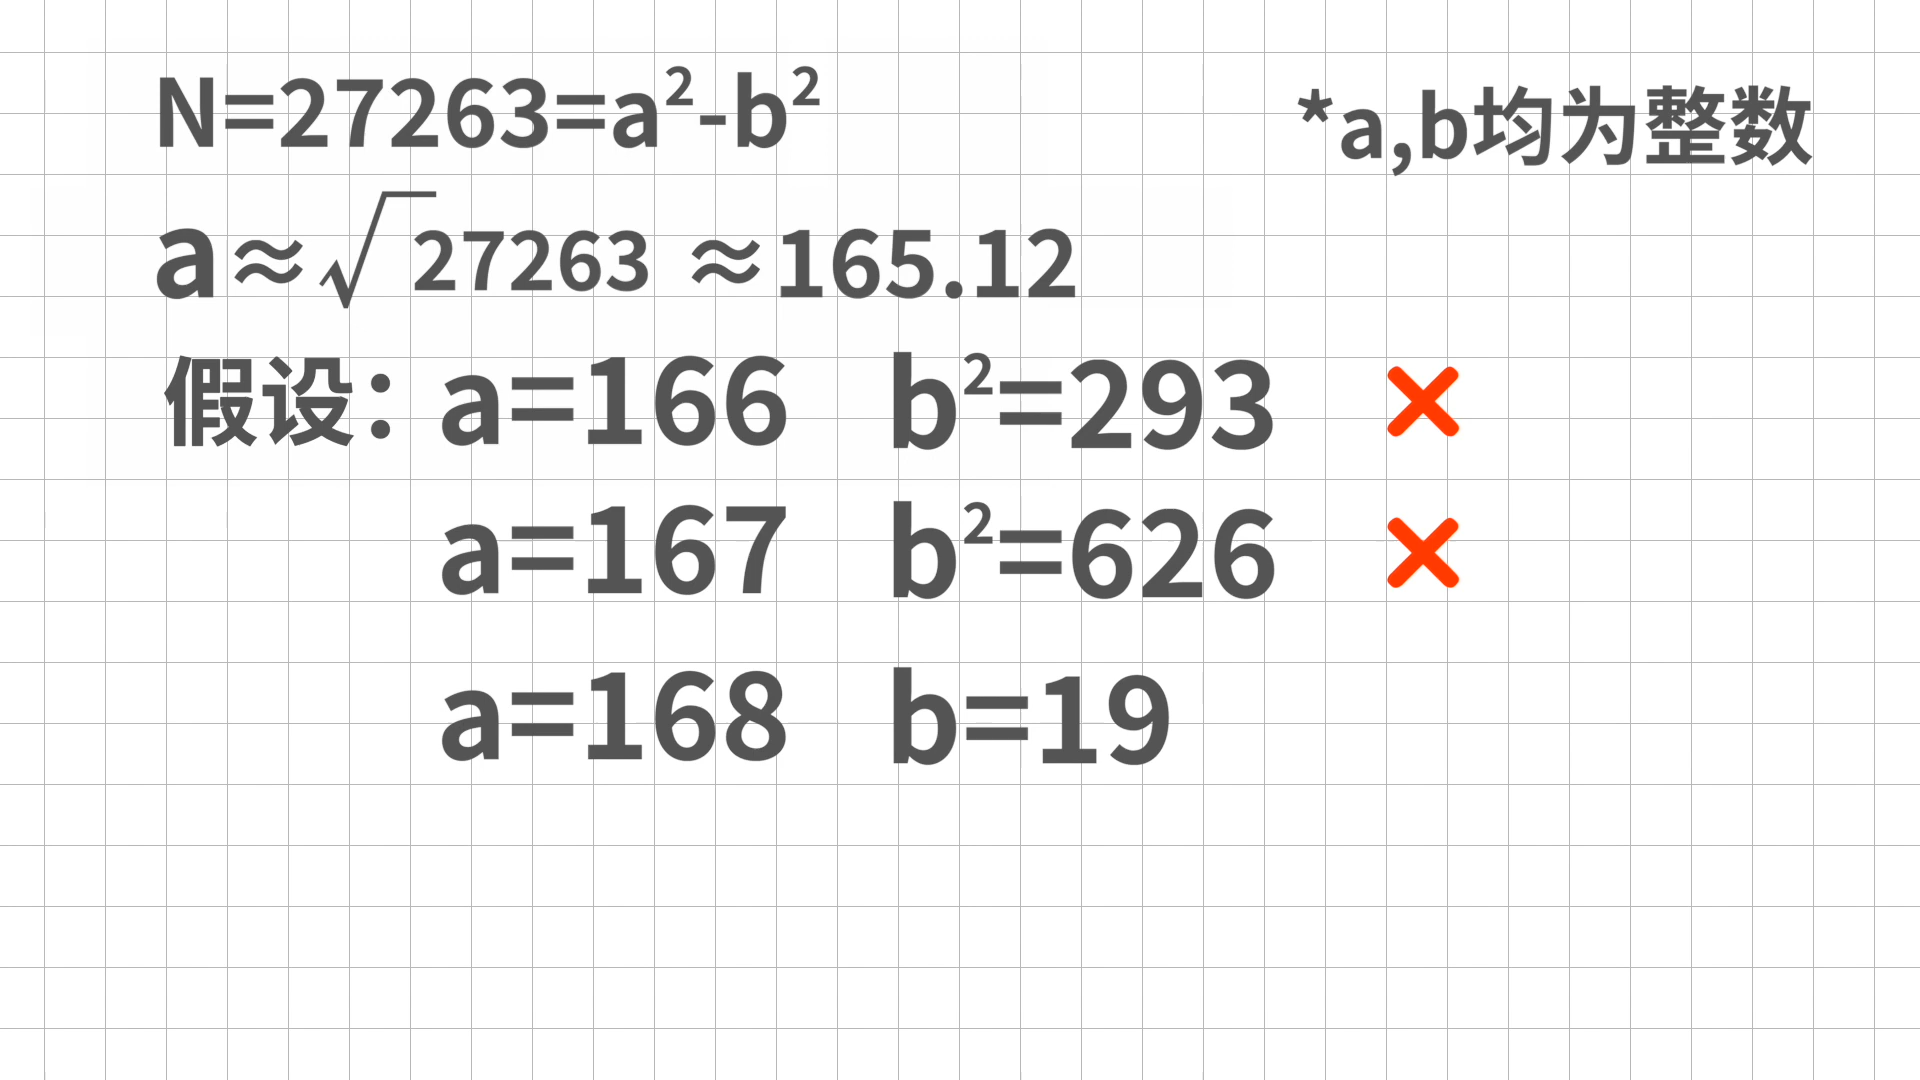 N=27263=a²-b²
*a,b均为整数
a≈√27263 ≈165.12
假设：a=166 b²=293 ×
a=167 b²=626 ×
a=168 b=19